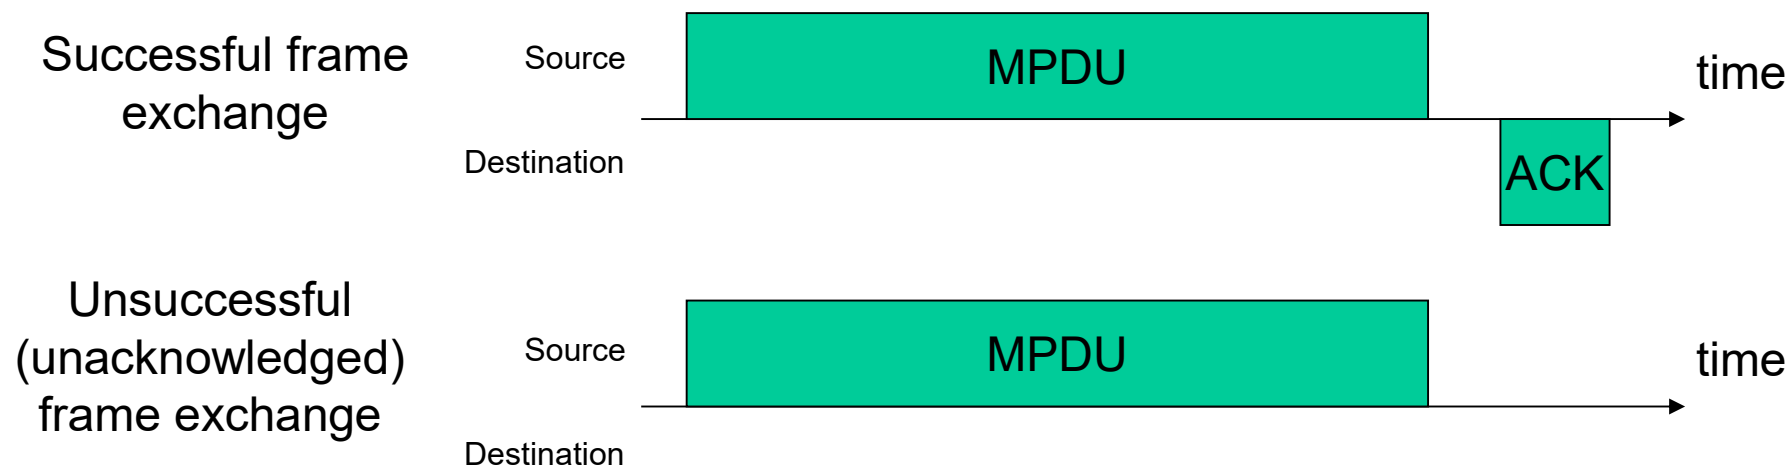 Successful frame
exchange
Source
MPDU
time
Destination
ACK
Unsuccessful
(unacknowledged)
frame exchange
Source
MPDU
time
Destination